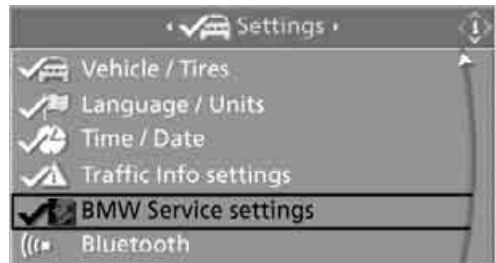 Settings
Vehicle / Tires
Language / Units
Time / Date
Traffic Info settings
BMW Service settings
Bluetooth